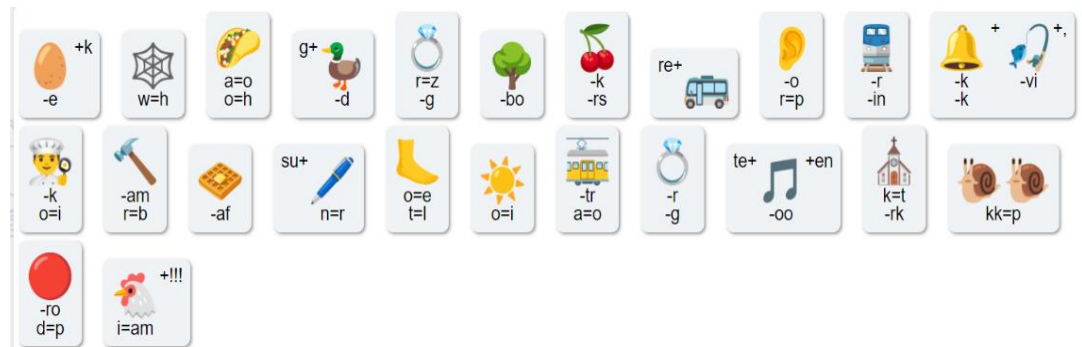 +k
-e
w=h
a=o
o=h
g+
-d
r=z
-g
-bo
-k
-rs
re+
-o
r=p
-r
-in
+
-k
-k
+,
-vi
-k
o=i
-am
r=b
-af
su+
n=r
o=e
t=l
o=i
-tr
a=o
-r
-g
te+
+en
-oo
k=t
-rk
kk=p
-ro
d=p
+!!!
i=am